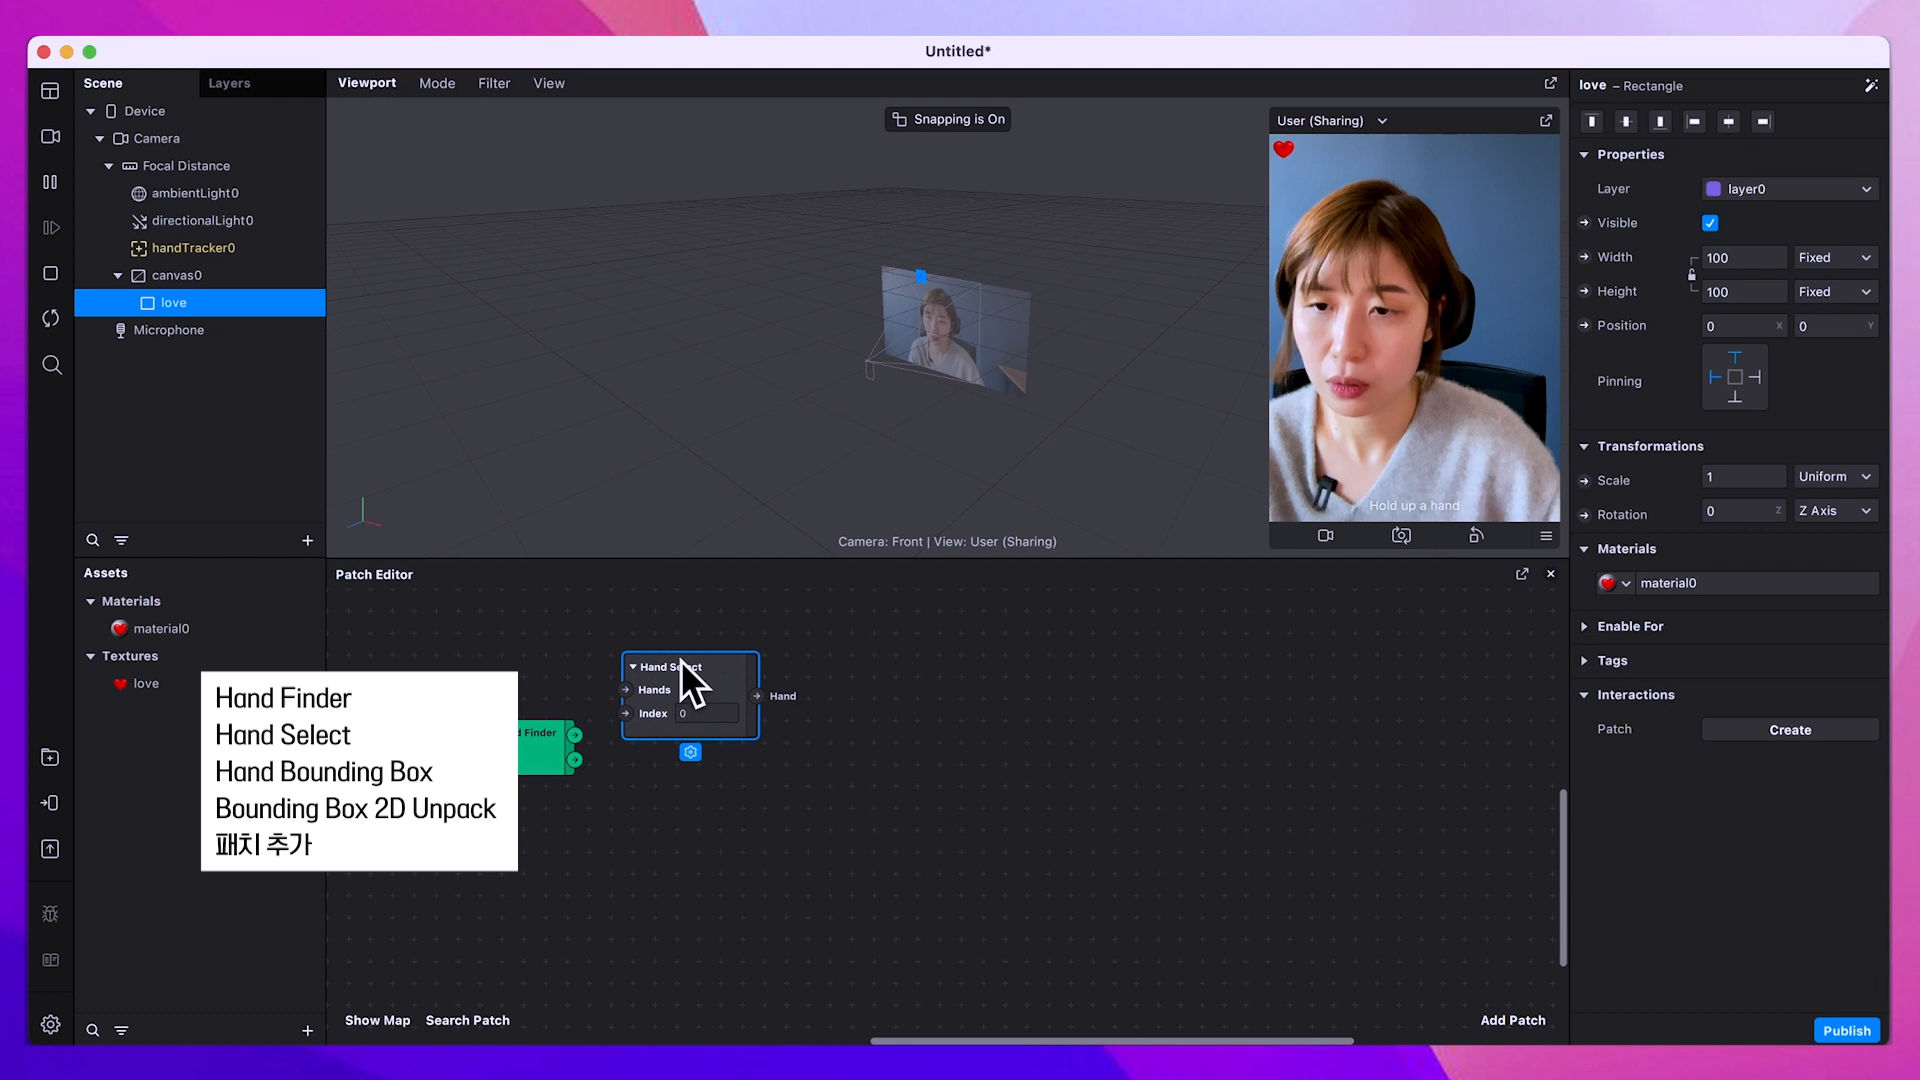 Untitled*
Scene
Layers
Device
Camera
Focal Distance
ambientLight0
directionalLight0
handTracker0
canvas0
love
Microphone
Viewport
Mode
Filter
View
Snapping is On
Camera: Front | View: User (Sharing)
User (Sharing)
Hold up a hand
Assets
Materials
material0
Textures
love
Hand Finder
Hand Select
Hand Bounding Box
Bounding Box 2D Unpack
패치 추가
Patch Editor
d Finder
Hand Select
Hands
Index 0
Hand
Show Map
Search Patch
Add Patch
love – Rectangle
Properties
Layer layer0
Visible
Width 100 Fixed
Height 100 Fixed
Position 0 X 0 Y
Pinning
Transformations
Scale 1 Uniform
Rotation 0 Z Z Axis
Materials
material0
Enable For
Tags
Interactions
Patch Create
Publish